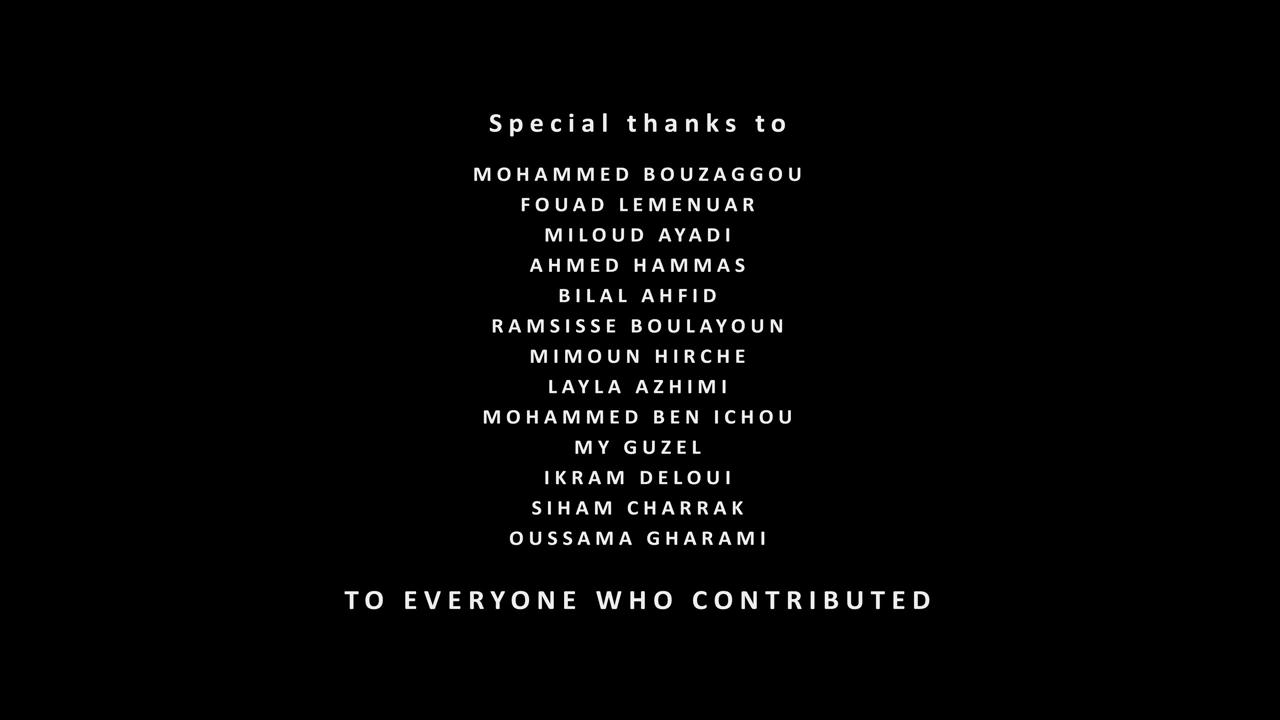 Special thanks to
MOHAMMED BOUZAGGOU
FOUAD LEMENUAR
MILOUD AYADI
AHMED HAMMAS
BILAL AHFID
RAMSISSE BOULAYOUN
MIMOUN HIRCHE
LAYLA AZHIMI
MOHAMMED BEN ICHOU
MY GUZEL
IKRAM DELOUI
SIHAM CHARRAK
OUSSAMA GHARAMI
TO EVERYONE WHO CONTRIBUTED